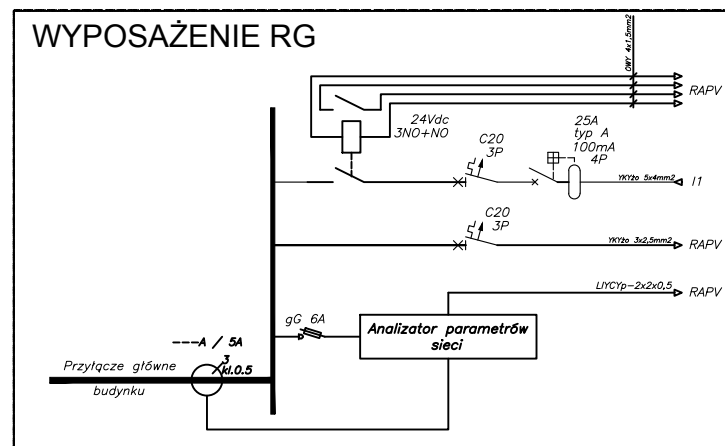 WYPOSAŻENIE RG
OWY 4x1,5mm2
RAPV
24Vdc
3NO+NO
C20
3P
25A
typ A
100mA
4P
YKYżo 5x4mm2
I1
C20
3P
YKYżo 3x2,5mm2
RAPV
LIYCYp-2x2x0,5
RAPV
gG 6A
Analizator parametrów
sieci
----A / 5A
3
kl.0.5
Przyłącze główne
budynku